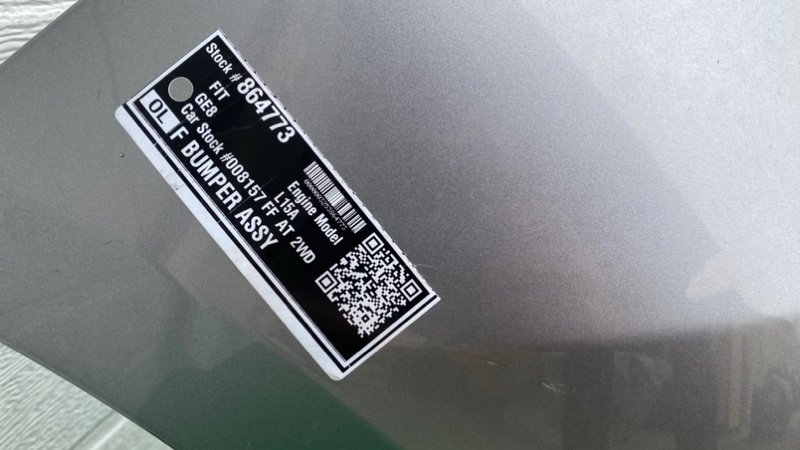 Stock # 864773
FIT
GE8
Engine Model
L15A
Car Stock #008157 FF AT 2WD
OL F BUMPER ASSY